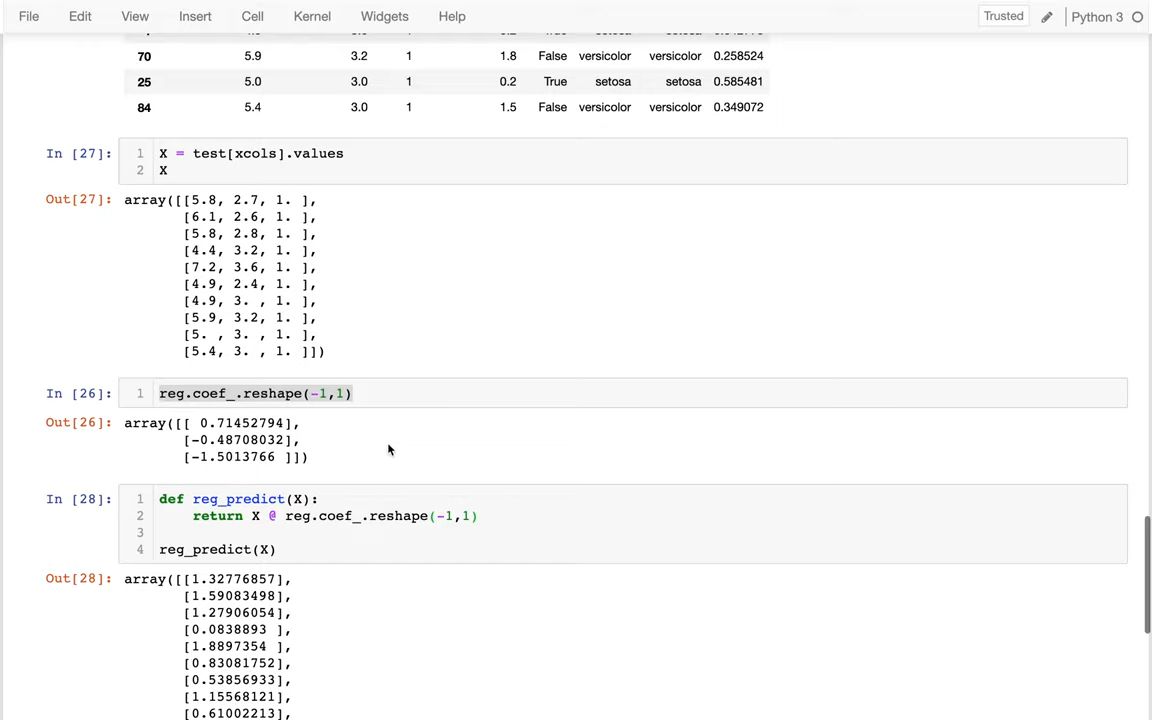 File Edit View Insert Cell Kernel Widgets Help Trusted Python 3
70 5.9 3.2 1 1.8 False versicolor versicolor 0.258524
25 5.0 3.0 1 0.2 True setosa setosa 0.585481
84 5.4 3.0 1 1.5 False versicolor versicolor 0.349072
In [27]: 1 X = test[xcols].values
2 X
Out[27]: array([[5.8, 2.7, 1. ],
[6.1, 2.6, 1. ],
[5.8, 2.8, 1. ],
[4.4, 3.2, 1. ],
[7.2, 3.6, 1. ],
[4.9, 2.4, 1. ],
[4.9, 3. , 1. ],
[5.9, 3.2, 1. ],
[5. , 3. , 1. ],
[5.4, 3. , 1. ]])
In [26]: 1 reg.coef_.reshape(-1,1)
Out[26]: array([[ 0.71452794],
[-0.48708032],
[-1.5013766 ]])
In [28]: 1 def reg_predict(X):
2 return X @ reg.coef_.reshape(-1,1)
3
4 reg_predict(X)
Out[28]: array([[1.32776857],
[1.59083498],
[1.27906054],
[0.0838893 ],
[1.8897354 ],
[0.83081752],
[0.53856933],
[1.15568121],
[0.61002213],